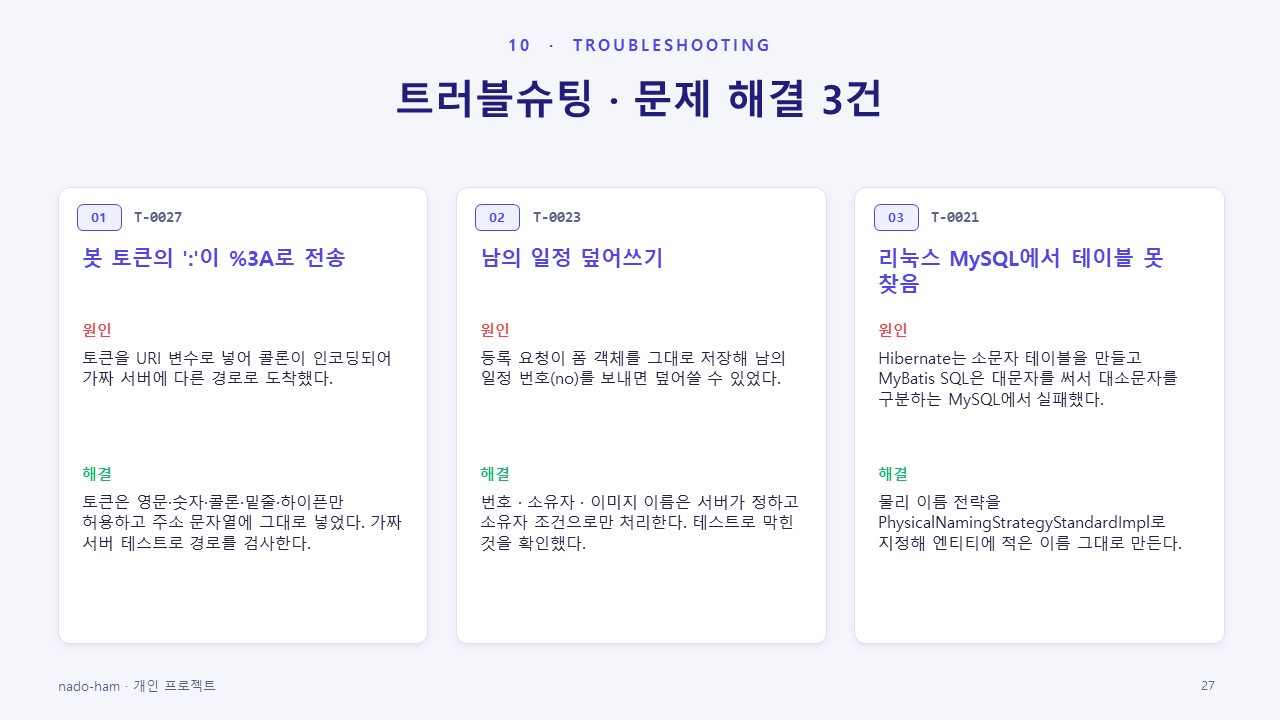 10 · TROUBLESHOOTING
트러블슈팅 · 문제 해결 3건
01 T-0027
봇 토큰의 ':'이 %3A로 전송
원인
토큰을 URI 변수로 넣어 콜론이 인코딩되어
가짜 서버에 다른 경로로 도착했다.
해결
토큰은 영문·숫자·콜론·밑줄·하이픈만
허용하고 주소 문자열에 그대로 넣었다. 가짜
서버 테스트로 경로를 검사한다.
02 T-0023
남의 일정 덮어쓰기
원인
등록 요청이 폼 객체를 그대로 저장해 남의
일정 번호(no)를 보내면 덮어쓸 수 있었다.
해결
번호 · 소유자 · 이미지 이름은 서버가 정하고
소유자 조건으로만 처리한다. 테스트로 막힌
것을 확인했다.
03 T-0021
리눅스 MySQL에서 테이블 못
찾음
원인
Hibernate는 소문자 테이블을 만들고
MyBatis SQL은 대문자를 써서 대소문자를
구분하는 MySQL에서 실패했다.
해결
물리 이름 전략을
PhysicalNamingStrategyStandardImpl로
지정해 엔티티에 적은 이름 그대로 만든다.
nado-ham · 개인 프로젝트
27